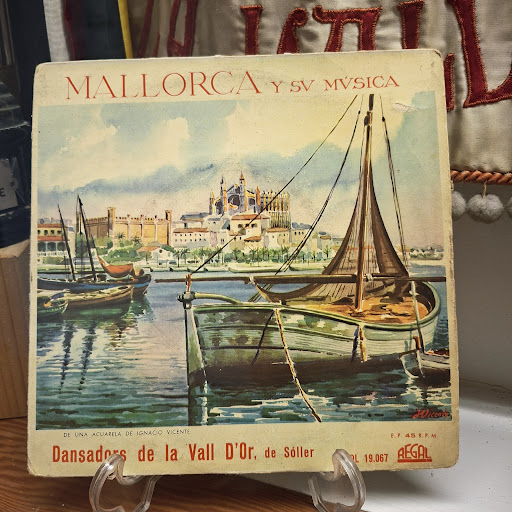 MALLORCA Y SV MVSICA
DE UNA ACUARELA DE IGNACIO VICENTE
E.P. 45 R.P.M.
Dansadors de la Vall D'Or, de Sóller
DL 19.067
REGAL